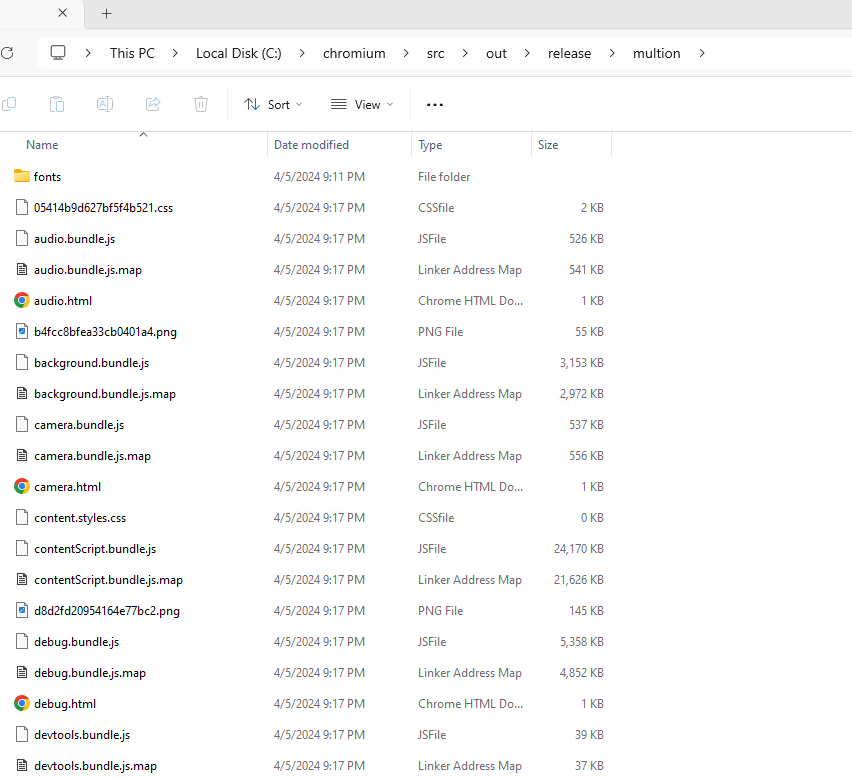 This PC > Local Disk (C:) > chromium > src > out > release > multion >
Sort View
Name Date modified Type Size
fonts 4/5/2024 9:11 PM File folder
05414b9d627bf5f4b521.css 4/5/2024 9:17 PM CSSfile 2 KB
audio.bundle.js 4/5/2024 9:17 PM JSFile 526 KB
audio.bundle.js.map 4/5/2024 9:17 PM Linker Address Map 541 KB
audio.html 4/5/2024 9:17 PM Chrome HTML Do... 1 KB
b4fcc8bfea33cb0401a4.png 4/5/2024 9:17 PM PNG File 55 KB
background.bundle.js 4/5/2024 9:17 PM JSFile 3,153 KB
background.bundle.js.map 4/5/2024 9:17 PM Linker Address Map 2,972 KB
camera.bundle.js 4/5/2024 9:17 PM JSFile 537 KB
camera.bundle.js.map 4/5/2024 9:17 PM Linker Address Map 556 KB
camera.html 4/5/2024 9:17 PM Chrome HTML Do... 1 KB
content.styles.css 4/5/2024 9:17 PM CSSfile 0 KB
contentScript.bundle.js 4/5/2024 9:17 PM JSFile 24,170 KB
contentScript.bundle.js.map 4/5/2024 9:17 PM Linker Address Map 21,626 KB
d8d2fd20954164e77bc2.png 4/5/2024 9:17 PM PNG File 145 KB
debug.bundle.js 4/5/2024 9:17 PM JSFile 5,358 KB
debug.bundle.js.map 4/5/2024 9:17 PM Linker Address Map 4,852 KB
debug.html 4/5/2024 9:17 PM Chrome HTML Do... 1 KB
devtools.bundle.js 4/5/2024 9:17 PM JSFile 39 KB
devtools.bundle.js.map 4/5/2024 9:17 PM Linker Address Map 37 KB